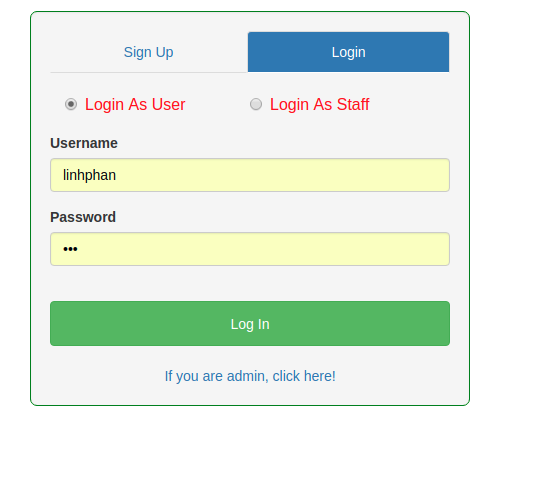 Sign Up Login
Login As User Login As Staff
Username
linhphan
Password
•••
Log In
If you are admin, click here!